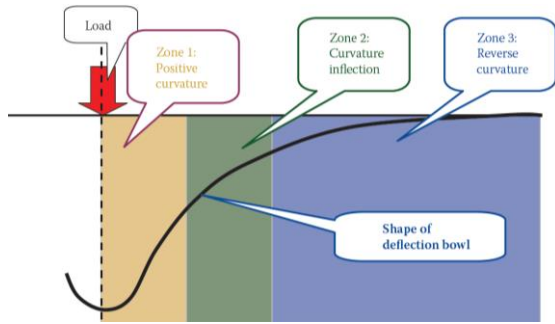 Load
Zone 1:
Positive
curvature
Zone 2:
Curvature
inflection
Zone 3:
Reverse
curvature
Shape of
deflection bowl